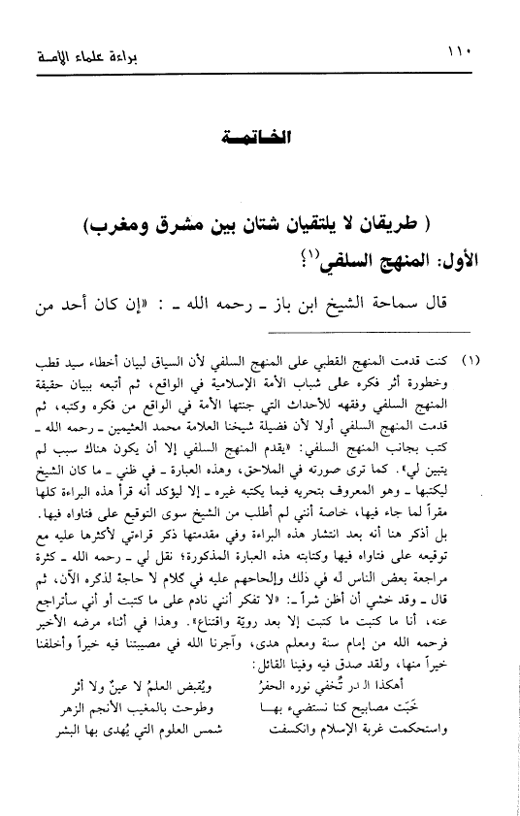 ١١٠ براءة علماء الأمة
الخاتمة
( طريقان لا يلتقيان شتان بين مشرق ومغرب)
الأول: المنهج السلفي(١)؟
قال سماحة الشيخ ابن باز ـ رحمه الله ـ : «إن كان أحد من
(١) كنت قدمت المنهج القطبي على المنهج السلفي لأن السياق لبيان أخطاء سيد قطب
وخطورة أثر فكره على شباب الأمة الإسلامية في الواقع، ثم أتبعه ببيان حقيقة
المنهج السلفي وفقهه للأحداث التي جنتها الأمة في الواقع من فكره وكتبه، ثم
قدمت المنهج السلفي أولا لأن فضيلة شيخنا العلامة محمد العثيمين ـ رحمه الله ـ
كتب بجانب المنهج السلفي: «يقدم المنهج السلفي إلا أن يكون هناك سبب لم
يتبين لي». كما ترى صورته في الملاحق، وهذه العبارة ـ في ظني ـ ما كان الشيخ
ليكتبها ـ وهو المعروف بتحريه فيما يكتبه غيره ـ إلا ليؤكد أنه قرأ هذه البراءة كلها
مقراً لما جاء فيها، خاصة أنني لم أطلب من الشيخ سوى التوقيع على فتاواه فيها.
بل أذكر هنا أنه بعد انتشار هذه البراءة وفي مقدمتها ذكر قراءتي لأكثرها عليه مع
توقيعه على فتاواه فيها وكتابته هذه العبارة المذكورة؛ نقل لي ـ رحمه الله ـ كثرة
مراجعة بعض الناس له في ذلك وإلحاحهم عليه في كلام لا حاجة لذكره الآن، ثم
قال ـ وقد خشي أن أظن شراً ـ: «لا تفكر أنني نادم على ما كتبت أو أني سأتراجع
عنه، أنا ما كتبت ما كتبت إلا بعد رويّة واقتناع». وهذا في أثناء مرضه الأخير
فرحمه الله من إمام سنة ومعلم هدى، وآجرنا الله في مصيبتنا فيه خيراً وأخلفنا
خيراً منها، ولقد صدق فيه وفينا القائل:
أهكذا الدر تُخفي نوره الحفرُ ويُقبض العلمُ لا عينٌ ولا أثر
خَبَت مصابيح كنا نستضيء بهـا وطوحت بالمغيب الأنجم الزهر
واستحكمت غربة الإسلام وانكسفت شمس العلوم التي يُهدى بها البشر